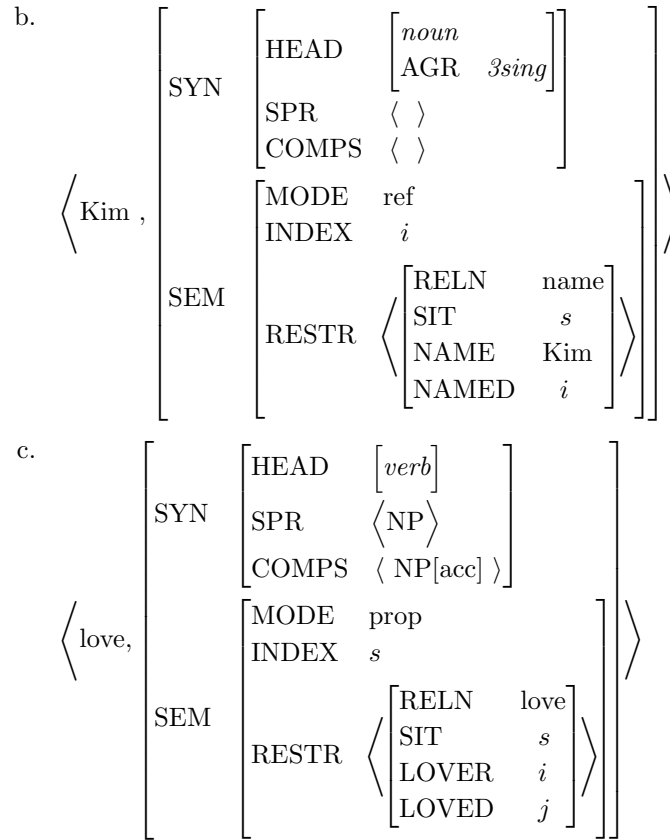 b.
HEAD [noun
AGR 3sing]
SYN
SPR ⟨ ⟩
COMPS ⟨ ⟩
MODE ref
⟨Kim ,
INDEX i
RELN name
SEM
SIT s
RESTR
NAME Kim
NAMED i
c.
HEAD [verb]
SYN
SPR ⟨NP⟩
COMPS ⟨ NP[acc] ⟩
MODE prop
⟨love,
INDEX s
RELN love
SEM
SIT s
RESTR
LOVER i
LOVED j